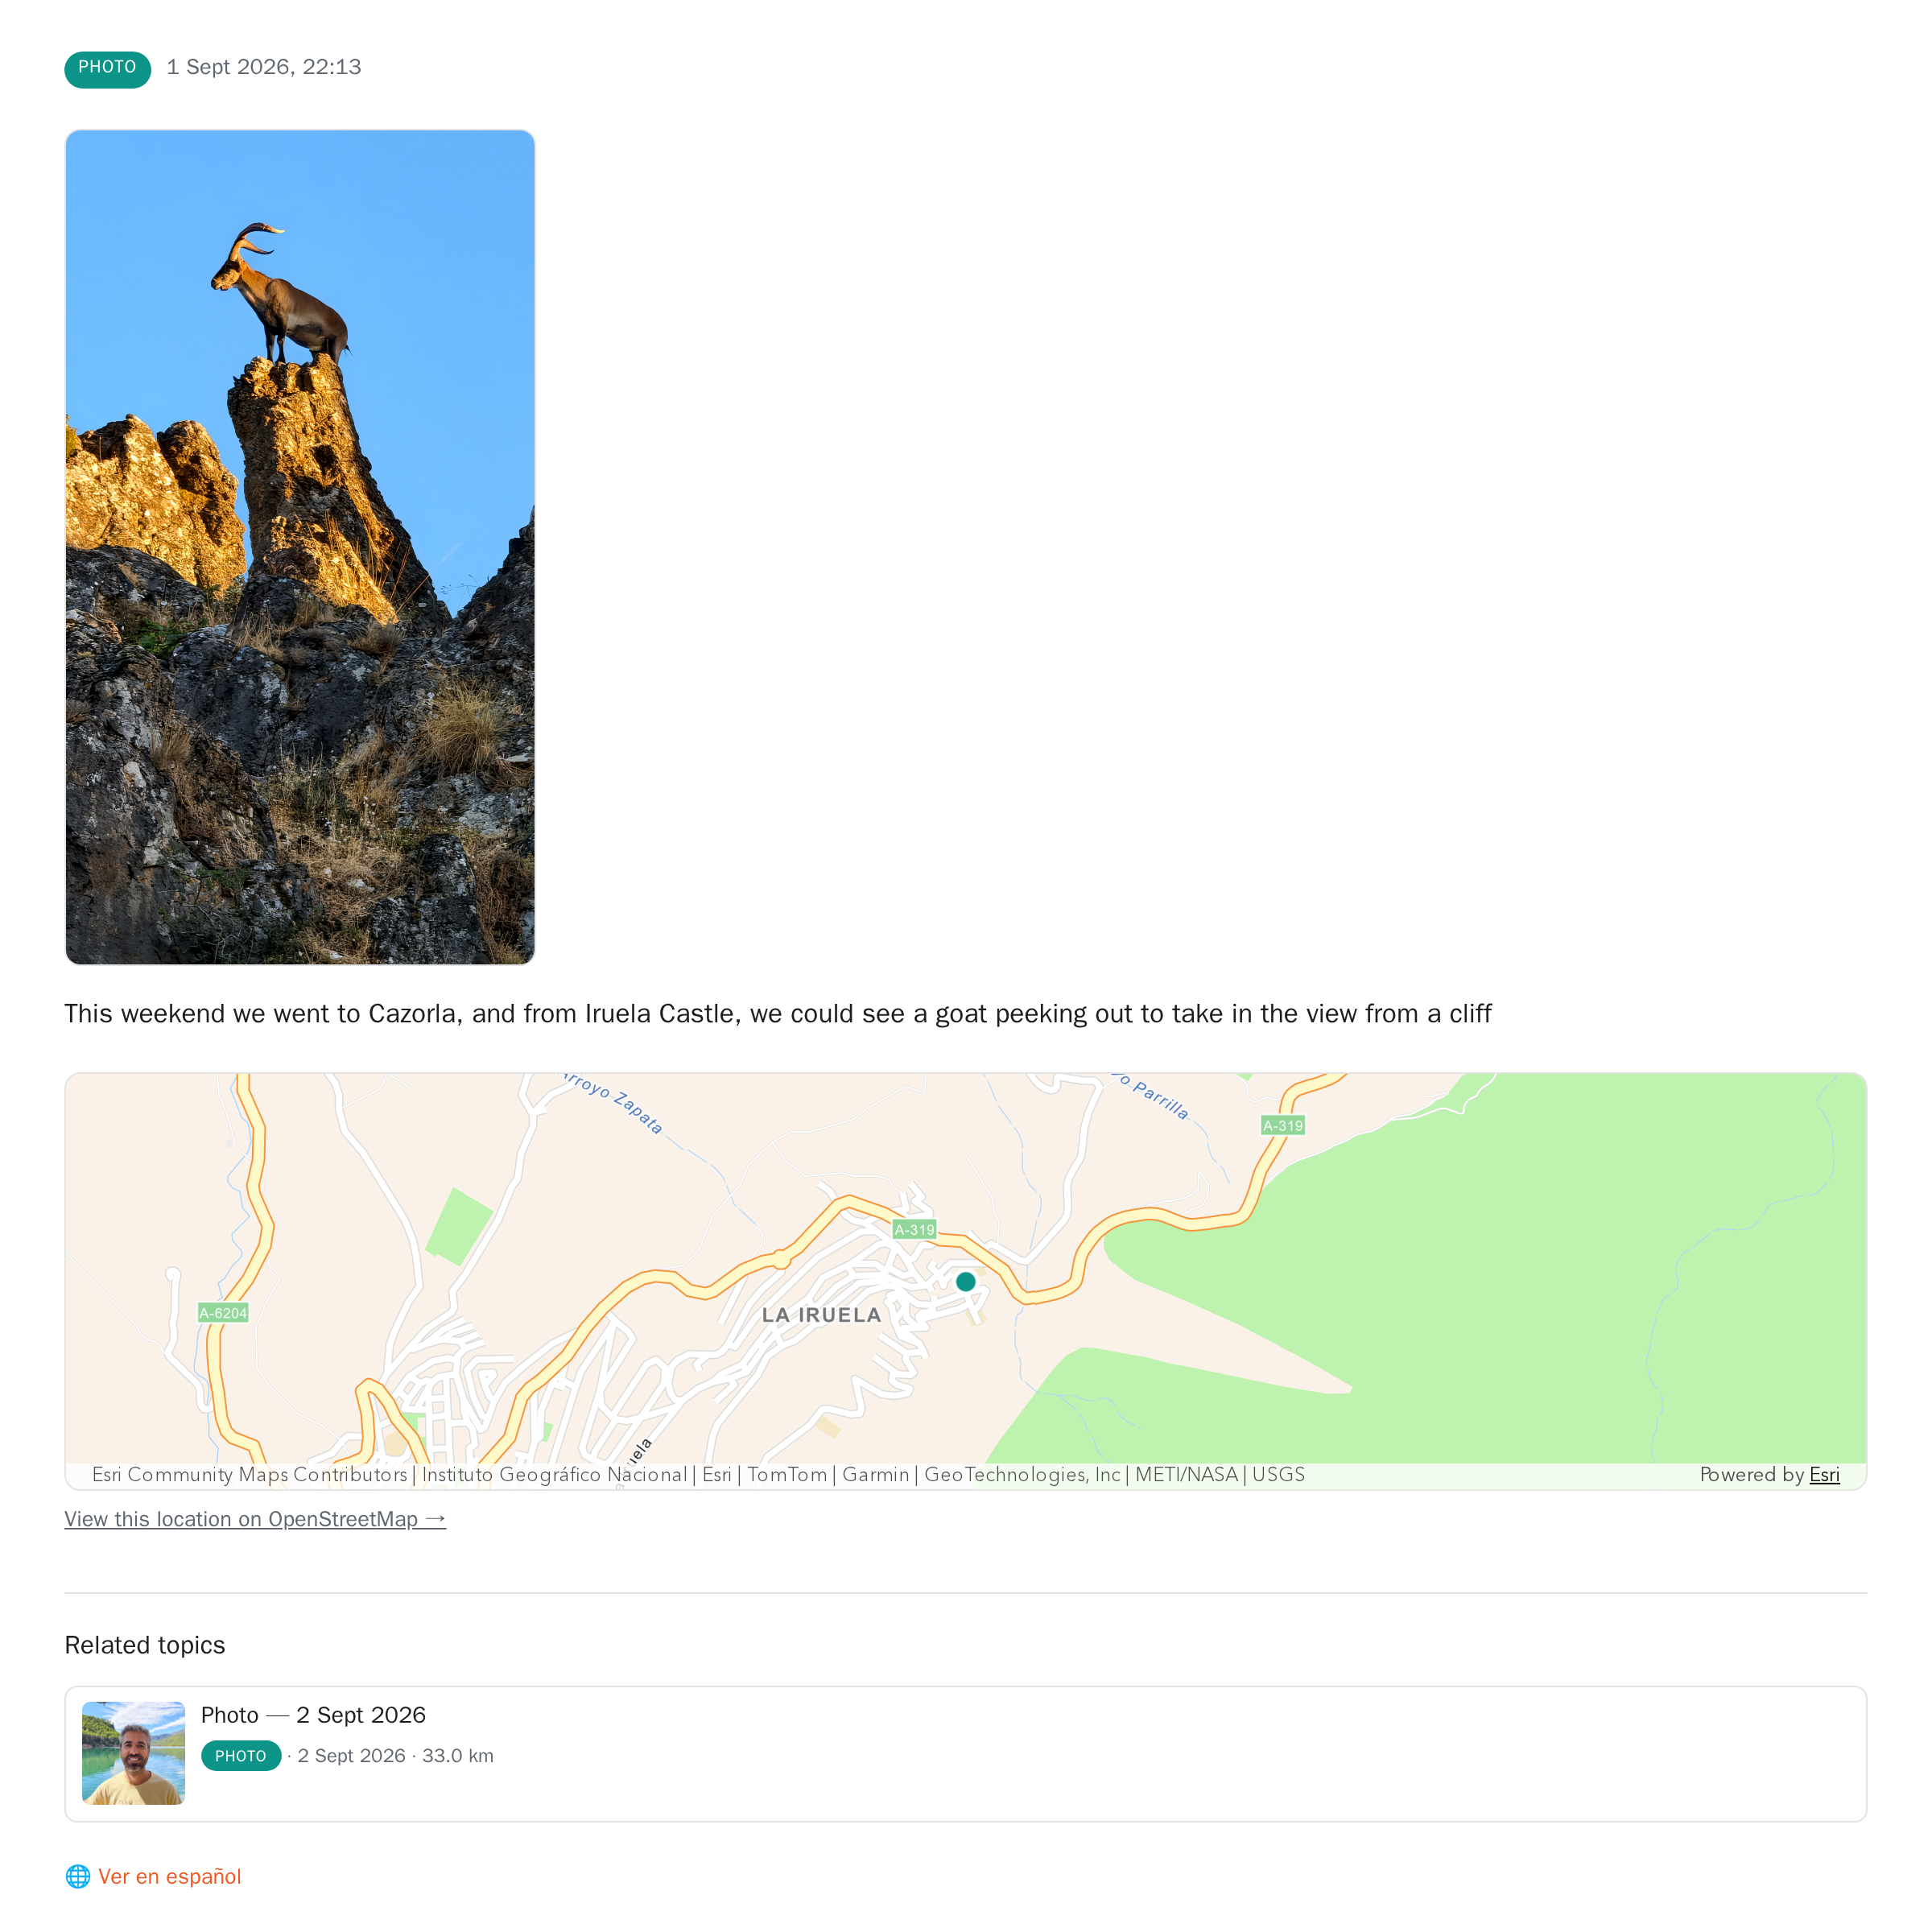 PHOTO 1 Sept 2026, 22:13
This weekend we went to Cazorla, and from Iruela Castle, we could see a goat peeking out to take in the view from a cliff
Arroyo Zapata
Parrilla
A-319
A-319
A-6204
LA IRUELA
Esri Community Maps Contributors | Instituto Geográfico Nacional | Esri | TomTom | Garmin | GeoTechnologies, Inc | METI/NASA | USGS
Powered by Esri
View this location on OpenStreetMap →
Related topics
Photo — 2 Sept 2026
PHOTO · 2 Sept 2026 · 33.0 km
🌐 Ver en español